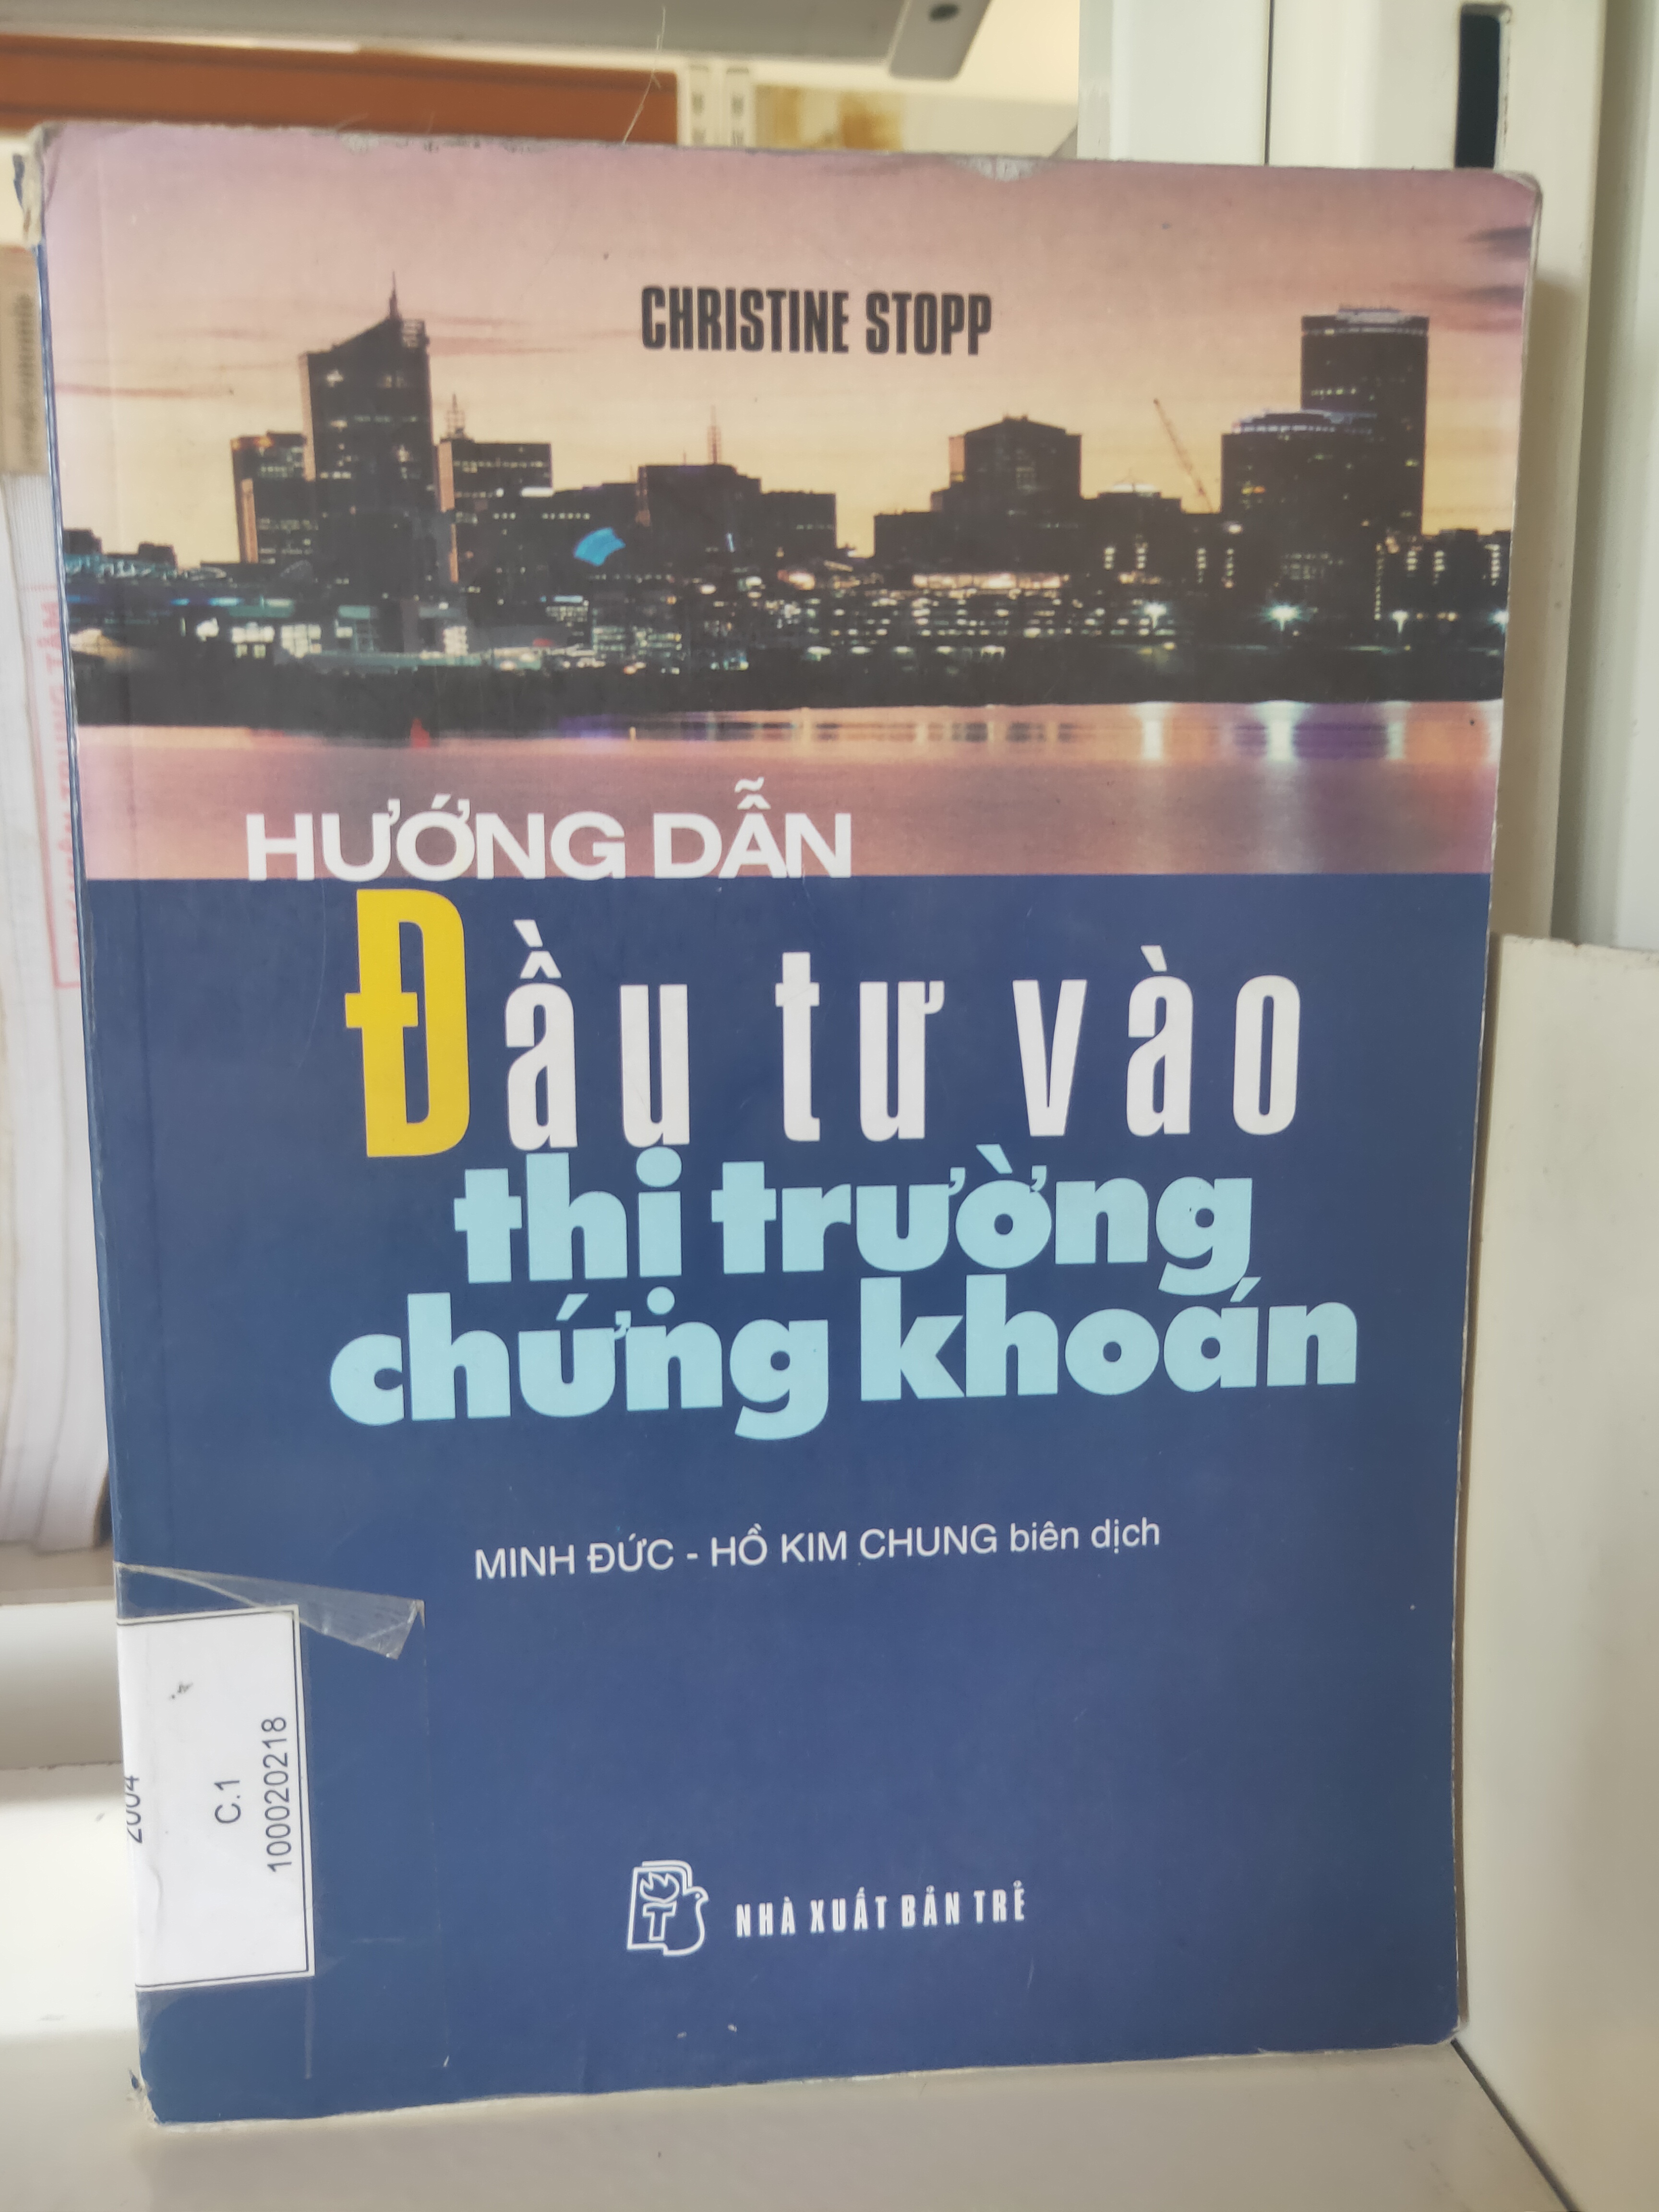 CHRISTINE STOPP
HƯỚNG DẪN
Đầu tư vào
thị trường
chứng khoán
MINH ĐỨC - HỒ KIM CHUNG biên dịch
2004
C.1
100020218
NHÀ XUẤT BẢN TRẺ